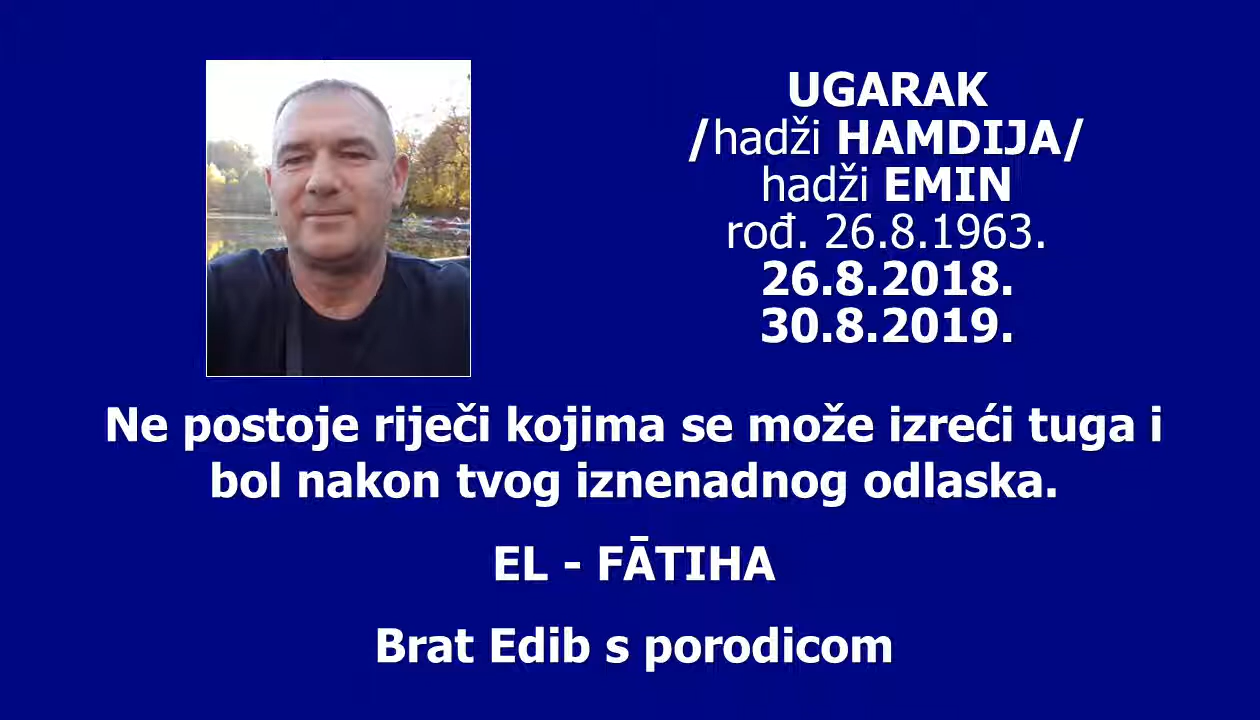 UGARAK
/hadži HAMDIJA/
hadži EMIN
rođ. 26.8.1963.
26.8.2018.
30.8.2019.
Ne postoje riječi kojima se može izreći tuga i
bol nakon tvog iznenadnog odlaska.
EL - FĀTIHA
Brat Edib s porodicom